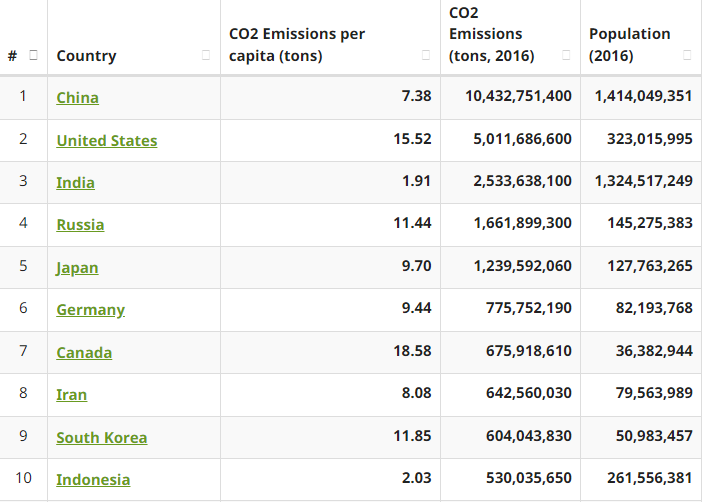 # Country CO2 Emissions per capita (tons) CO2 Emissions (tons, 2016) Population (2016)
1 China 7.38 10,432,751,400 1,414,049,351
2 United States 15.52 5,011,686,600 323,015,995
3 India 1.91 2,533,638,100 1,324,517,249
4 Russia 11.44 1,661,899,300 145,275,383
5 Japan 9.70 1,239,592,060 127,763,265
6 Germany 9.44 775,752,190 82,193,768
7 Canada 18.58 675,918,610 36,382,944
8 Iran 8.08 642,560,030 79,563,989
9 South Korea 11.85 604,043,830 50,983,457
10 Indonesia 2.03 530,035,650 261,556,381